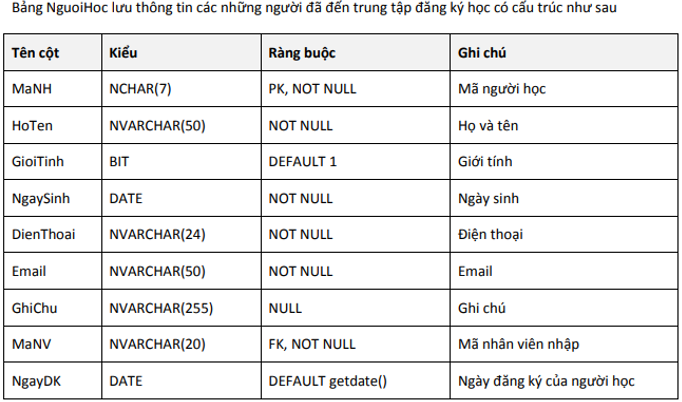 Bảng NguoiHoc lưu thông tin các những người đã đến trung tập đăng ký học có cấu trúc như sau
Tên cột Kiểu Ràng buộc Ghi chú
MaNH NCHAR(7) PK, NOT NULL Mã người học
HoTen NVARCHAR(50) NOT NULL Họ và tên
GioiTinh BIT DEFAULT 1 Giới tính
NgaySinh DATE NOT NULL Ngày sinh
DienThoai NVARCHAR(24) NOT NULL Điện thoại
Email NVARCHAR(50) NOT NULL Email
GhiChu NVARCHAR(255) NULL Ghi chú
MaNV NVARCHAR(20) FK, NOT NULL Mã nhân viên nhập
NgayDK DATE DEFAULT getdate() Ngày đăng ký của người học